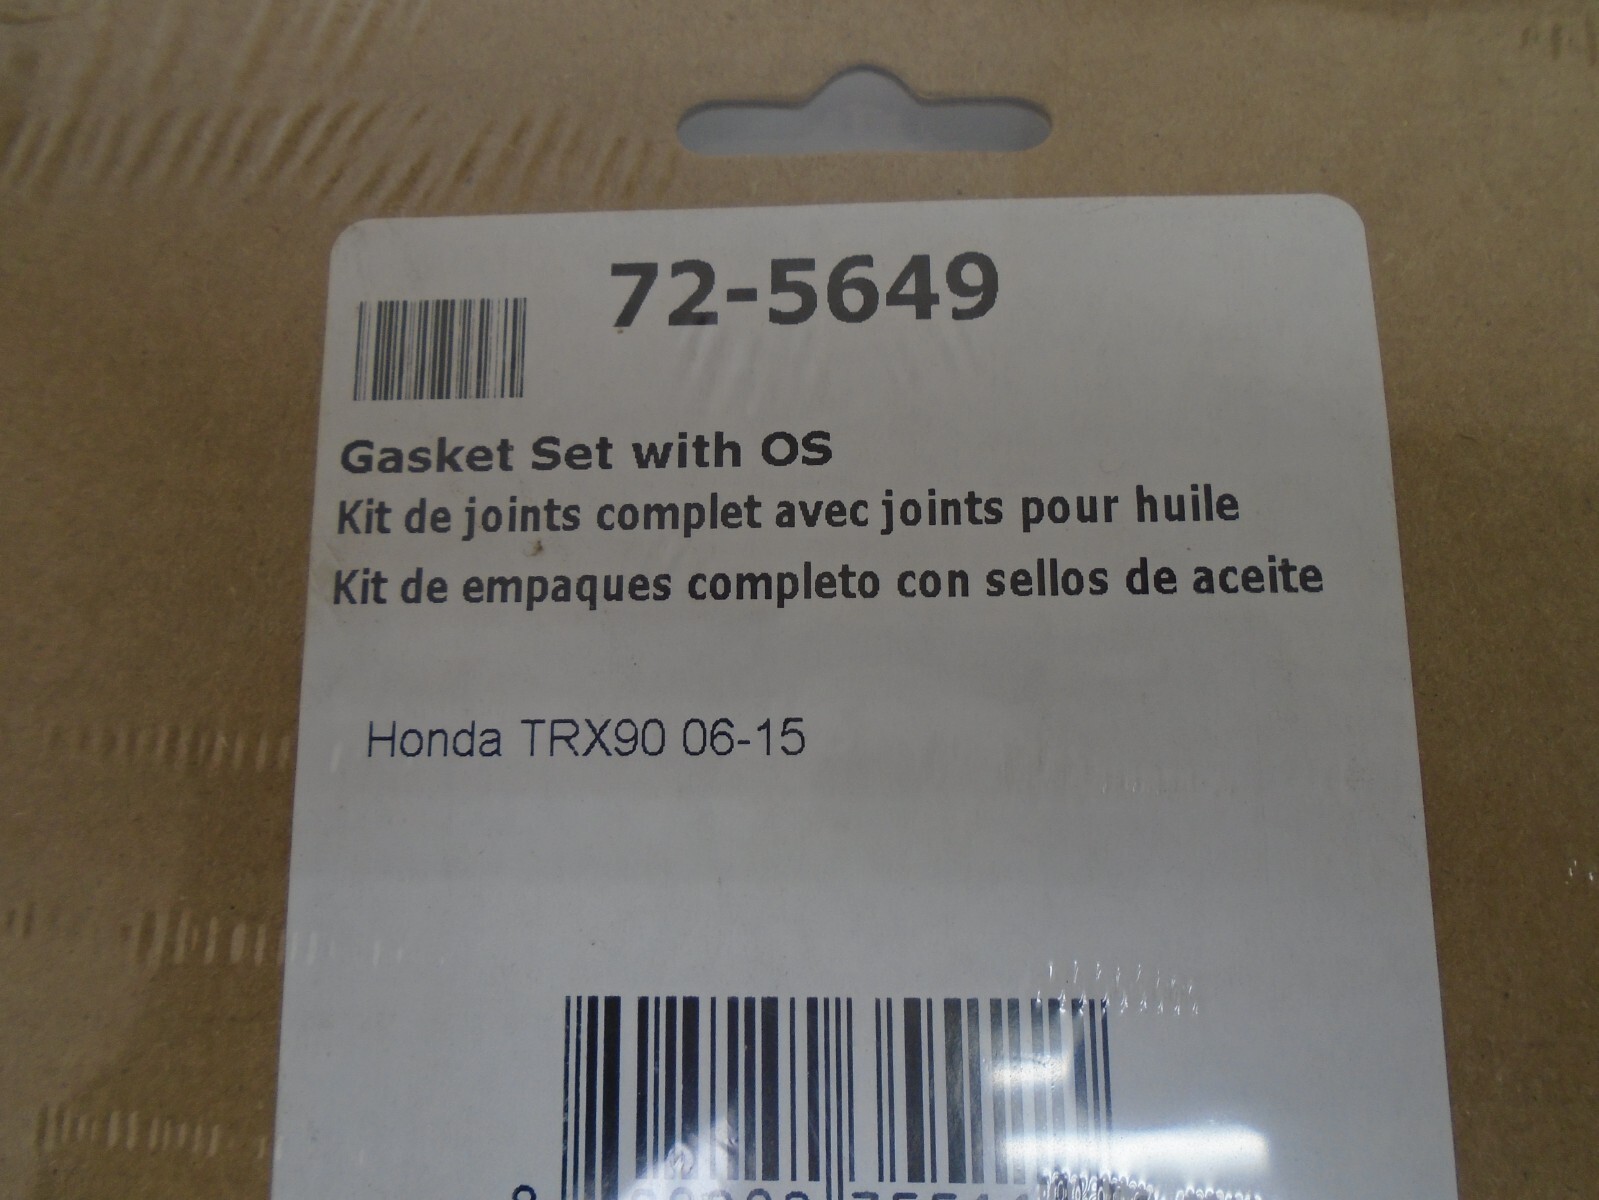 72-5649
Gasket Set with OS
Kit de joints complet avec joints pour huile
Kit de empaques completo con sellos de aceite
Honda TRX90 06-15